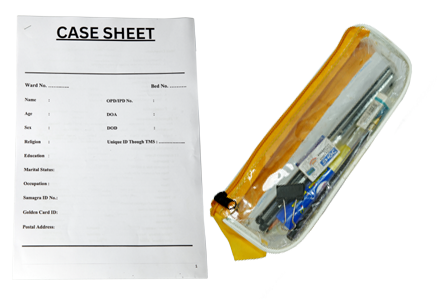 CASE SHEET
Ward No. ............. Bed No. .........
Name : OPD/IPD No. :
Age : DOA :
Sex : DOD :
Religion : Unique ID Though TMS : ..............
Education :
Marital Status:
Occupation :
Samagra ID No.:
Golden Card ID:
Postal Address:
1